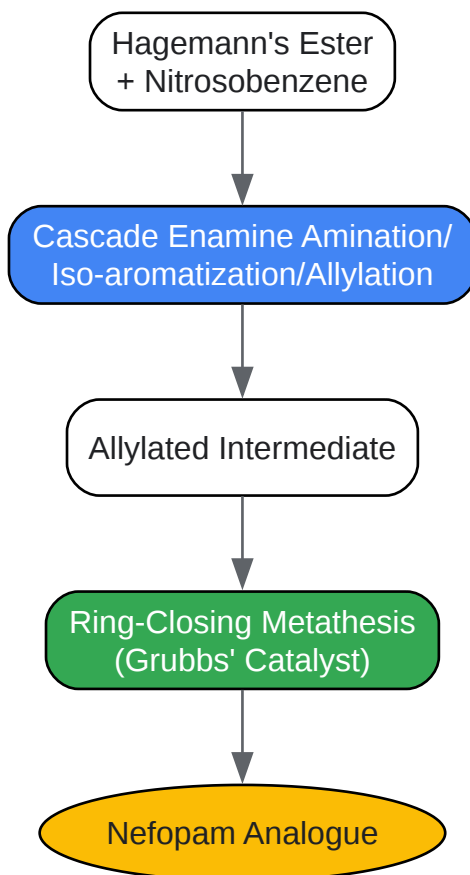 Hagemann's Ester
+ Nitrosobenzene
Cascade Enamine Amination/
Iso-aromatization/Allylation
Allylated Intermediate
Ring-Closing Metathesis
(Grubbs' Catalyst)
Nefopam Analogue